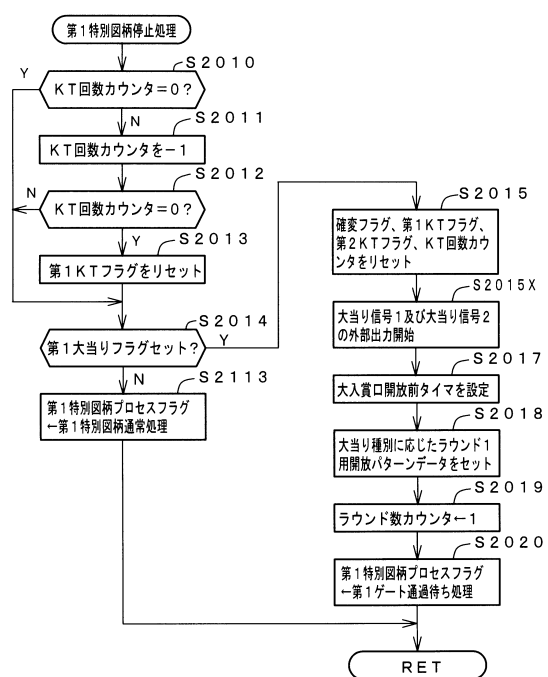 第1特別図柄停止処理
S2010
Y
KT回数カウンタ=0?
N
S2011
KT回数カウンタを-1
S2012
N
KT回数カウンタ=0?
Y
S2013
第1KTフラグをリセット
S2014
第1大当りフラグセット?
Y
N
S2113
第1特別図柄プロセスフラグ
←第1特別図柄通常処理
S2015
確変フラグ、第1KTフラグ、
第2KTフラグ、KT回数カウ
ンタをリセット
S2015X
大当り信号1及び大当り信号2
の外部出力開始
S2017
大入賞口開放前タイマを設定
S2018
大当り種別に応じたラウンド1
用開放パターンデータをセット
S2019
ラウンド数カウンタ←1
S2020
第1特別図柄プロセスフラグ
←第1ゲート通過待ち処理
RET